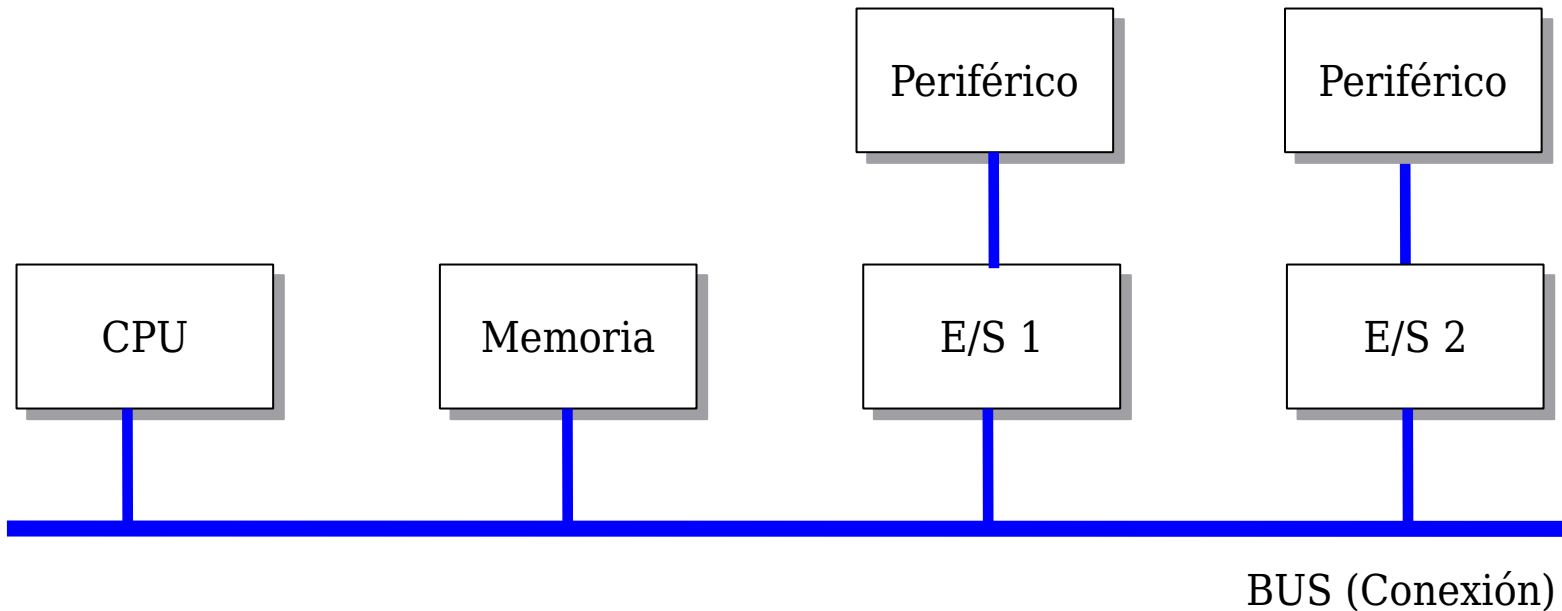 Periférico
Periférico
CPU
Memoria
E/S 1
E/S 2
BUS (Conexión)